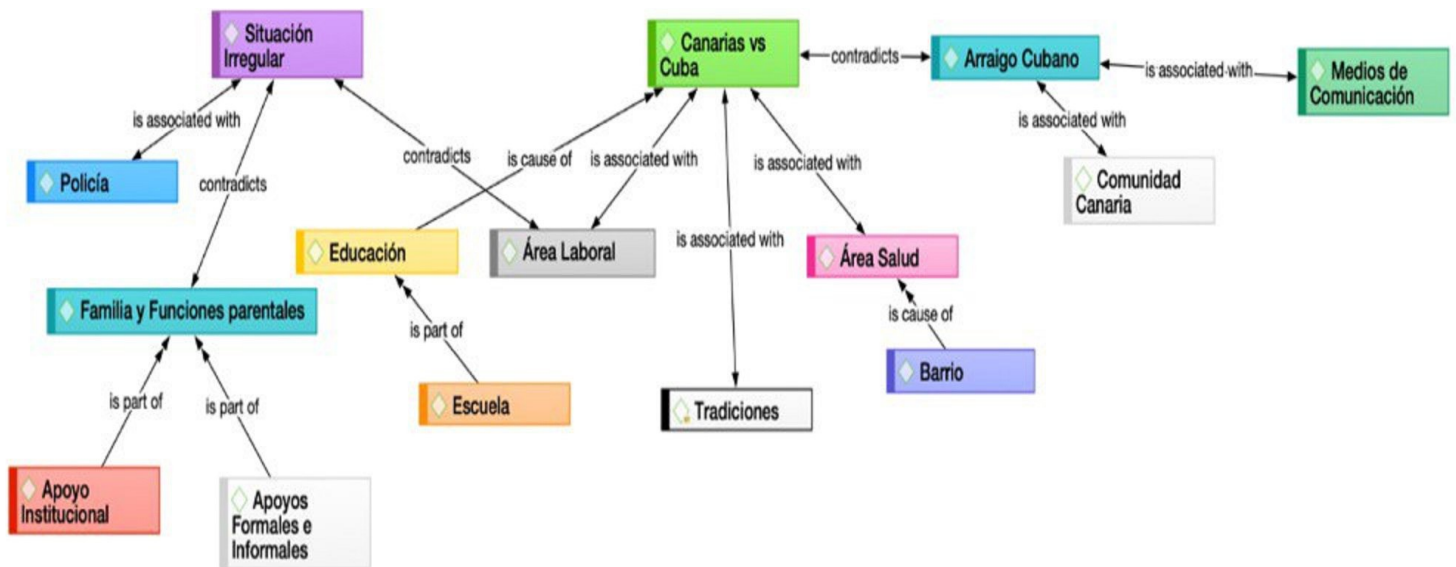 Situación
Irregular
Canarias vs
Cuba
contradicts
Arraigo Cubano
is associated with
Medios de
Comunicación
is associated with
is associated with
Policía
contradicts
contradicts
is cause of
is associated with
is associated with
Comunidad
Canaria
Educación
Área Laboral
is associated with
Área Salud
Familia y Funciones parentales
is part of
is cause of
Barrio
is part of
is part of
Escuela
Tradiciones
Apoyo
Institucional
Apoyos
Formales e
Informales